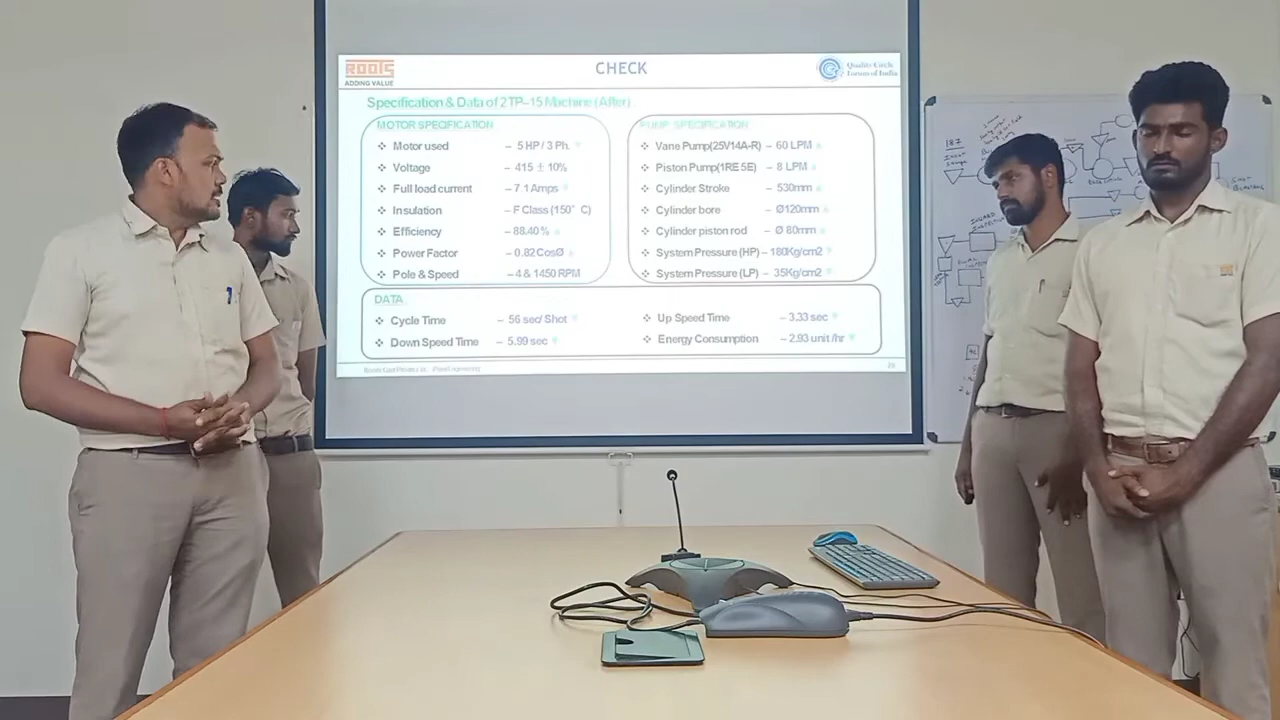 ROOTS
ADDING VALUE
CHECK
Quality Circle
Forum of India
Specification & Data of 2TP-15 Machine (After)
MOTOR SPECIFICATION
❖ Motor used – 5 HP / 3 Ph.
❖ Voltage – 415 ± 10%
❖ Full load current – 7.1 Amps
❖ Insulation – F Class (150° C)
❖ Efficiency – 88.40%
❖ Power Factor – 0.82 CosØ
❖ Pole & Speed – 4 & 1450 RPM
PUMP SPECIFICATION
❖ Vane Pump(25V14A-R) – 60 LPM
❖ Piston Pump(1RE 5E) – 8 LPM
❖ Cylinder Stroke – 530mm
❖ Cylinder bore – Ø120mm
❖ Cylinder piston rod – Ø 80mm
❖ System Pressure (HP) – 180Kg/cm2
❖ System Pressure (LP) – 35Kg/cm2
DATA
❖ Cycle Time – 56 sec/ Shot
❖ Down Speed Time – 5.99 sec
❖ Up Speed Time – 3.33 sec
❖ Energy Consumption – 2.93 unit /hr
INWARD
INSPECTION
SHOT
BLASTING